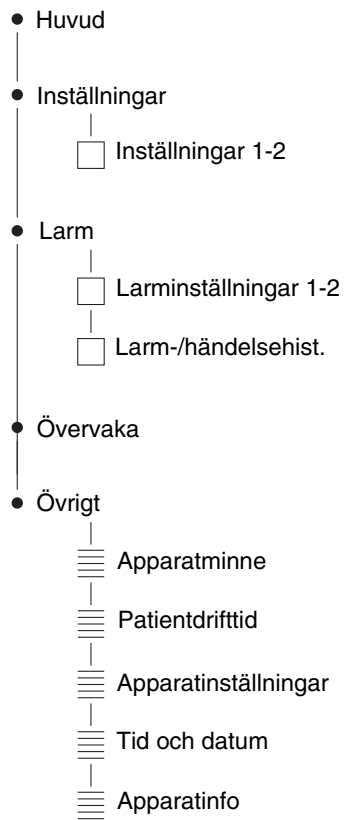 Huvud
Inställningar
Inställningar 1-2
Larm
Larminställningar 1-2
Larm-/händelsehist.
Övervaka
Övrigt
Apparatminne
Patientdrifttid
Apparatinställningar
Tid och datum
Apparatinfo